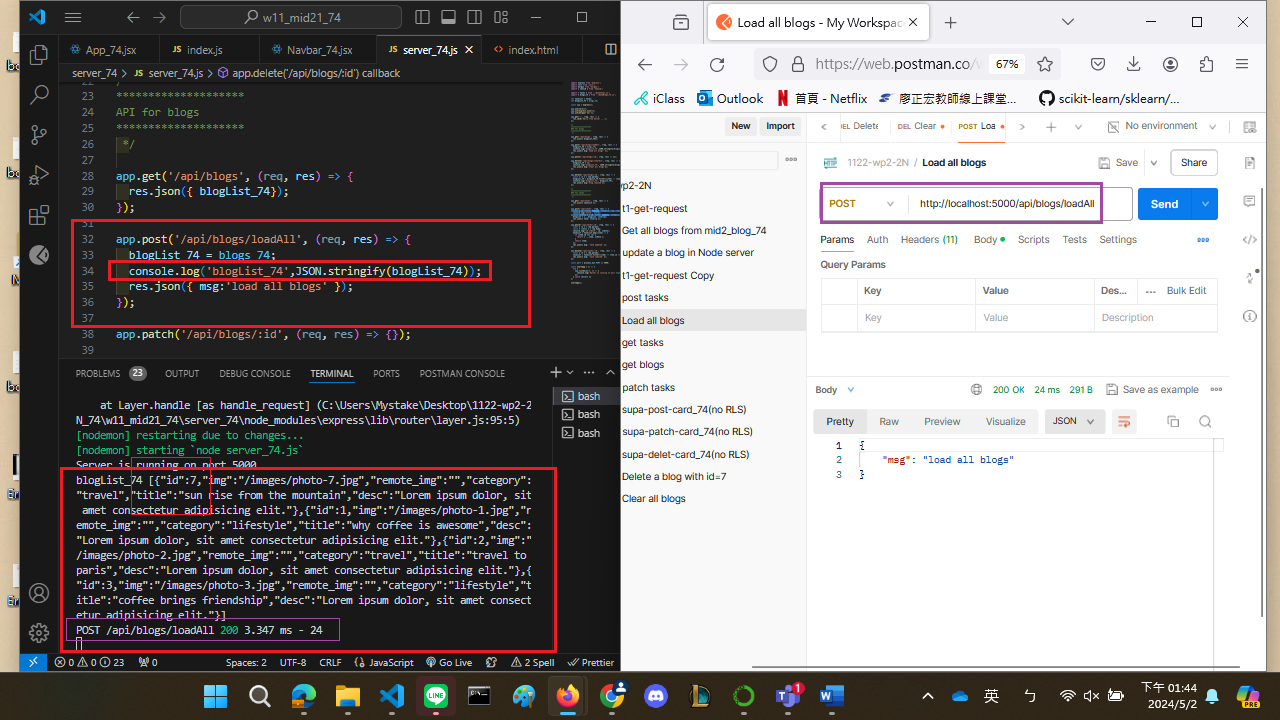 w11_mid21_74
App_74.jsx
JS index.js
Navbar_74.jsx
JS server_74.js
<> index.html
server_74 > JS server_74.js > app.delete('/api/blogs/:id') callback
23 ********************
24 API for blogs
25 ********************
26 */
27
28 app.get('/api/blogs', (req, res) => {
29 res.json({ blogList_74});
30 });
31
32 app.post('/api/blogs/loadAll', (req, res) => {
33 blogList_74 = blogs_74;
34 console.log('blogList_74',JSON.stringify(blogList_74));
35 res.json({ msg:'load all blogs' });
36 });
37
38 app.patch('/api/blogs/:id', (req, res) => {});
39
PROBLEMS 23 OUTPUT DEBUG CONSOLE TERMINAL PORTS POSTMAN CONSOLE
bash
bash
bash
at Layer.handle [as handle_request] (C:\Users\Mystake\Desktop\1122-wp2-2
N_74\w11_mid21_74\server_74\node_modules\express\lib\router\layer.js:95:5)
[nodemon] restarting due to changes...
[nodemon] starting `node server_74.js`
Server is running on port 5000
blogList_74 [{"id":7,"img":"/images/photo-7.jpg","remote_img":"","category":
"travel","title":"sun rise from the mountain","desc":"Lorem ipsum dolor, sit
amet consectetur adipisicing elit."},{"id":1,"img":"/images/photo-1.jpg","r
emote_img":"","category":"lifestyle","title":"why coffee is awesome","desc":
"Lorem ipsum dolor, sit amet consectetur adipisicing elit."},{"id":2,"img":"
/images/photo-2.jpg","remote_img":"","category":"travel","title":"travel to
paris","desc":"Lorem ipsum dolor, sit amet consectetur adipisicing elit."},{
"id":3,"img":"/images/photo-3.jpg","remote_img":"","category":"lifestyle","t
itle":"coffee brings friendship","desc":"Lorem ipsum dolor, sit amet consect
etur adipisicing elit."}]
POST /api/blogs/loadAll 200 3.347 ms - 24
0 0 23 0 Spaces: 2 UTF-8 CRLF {} JavaScript Go Live 2 Spell Prettier
Load all blogs - My Workspac
https://web.postman.co/ 67%
iClass Outlook 首頁 - Netflix 廖正宏教師線上課室... scikit-learn/sklearn/...
New Import
DEL Delete DEL Clear POST Loa No environment
1122-wp2-2N / Load all blogs Save Share
POST http://localhost:5000/api/blogs/loadAll Send
Params Auth Headers (11) Body Scripts Tests Settings
Query Params
Key Value Des... Bulk Edit
Key Value Description
wp2-2N
t1-get-request
Get all blogs from mid2_blog_74
update a blog in Node server
t1-get-request Copy
post tasks
Load all blogs
get tasks
get blogs
patch tasks
supa-post-card_74(no RLS)
supa-patch-card_74(no RLS)
supa-delet-card_74(no RLS)
Delete a blog with id=7
Clear all blogs
Body 200 OK 24 ms 291 B Save as example
Pretty Raw Preview Visualize JSON
1 {
2 "msg": "load all blogs"
3 }
英 ㄅ 下午 01:44
2024/5/2